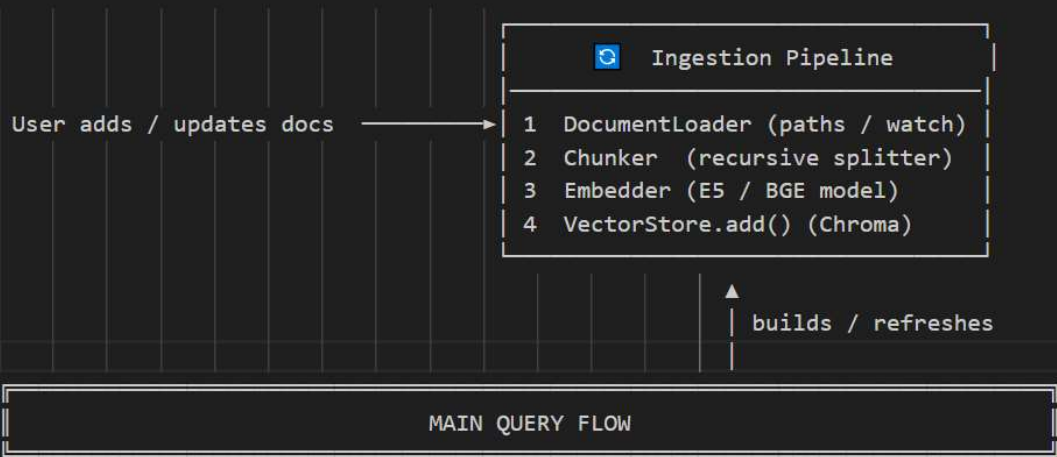 Ingestion Pipeline
User adds / updates docs
1 DocumentLoader (paths / watch)
2 Chunker (recursive splitter)
3 Embedder (E5 / BGE model)
4 VectorStore.add() (Chroma)
builds / refreshes
MAIN QUERY FLOW